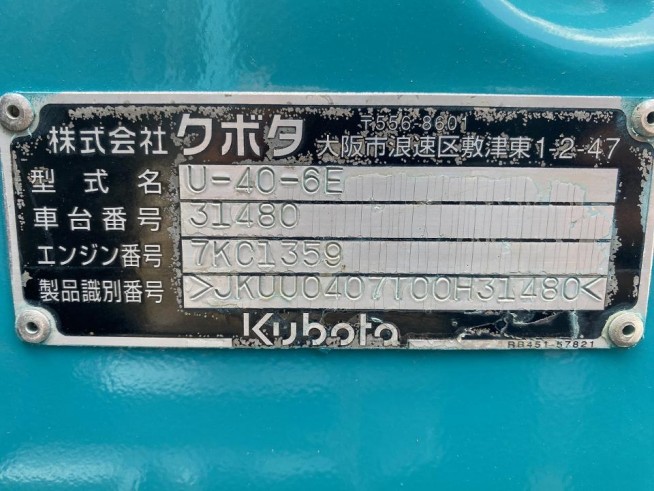 株式会社 クボタ 〒556-8601
大阪市浪速区敷津東1-2-47
型式名 U-40-6E
車台番号 31480
エンジン番号 7KC1359
製品識別番号 >JKUU0407T00H31480<
Kubota
RB451-57821